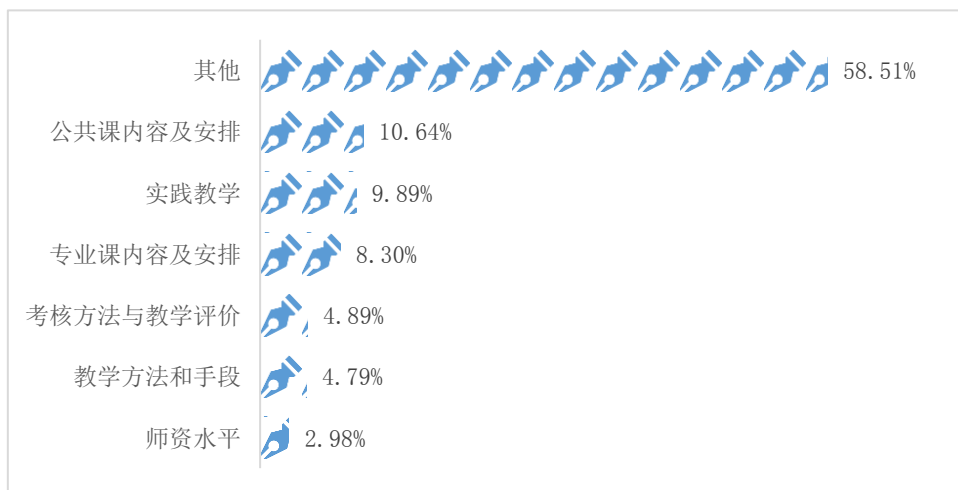 其他 58.51%
公共课内容及安排 10.64%
实践教学 9.89%
专业课内容及安排 8.30%
考核方法与教学评价 4.89%
教学方法和手段 4.79%
师资水平 2.98%